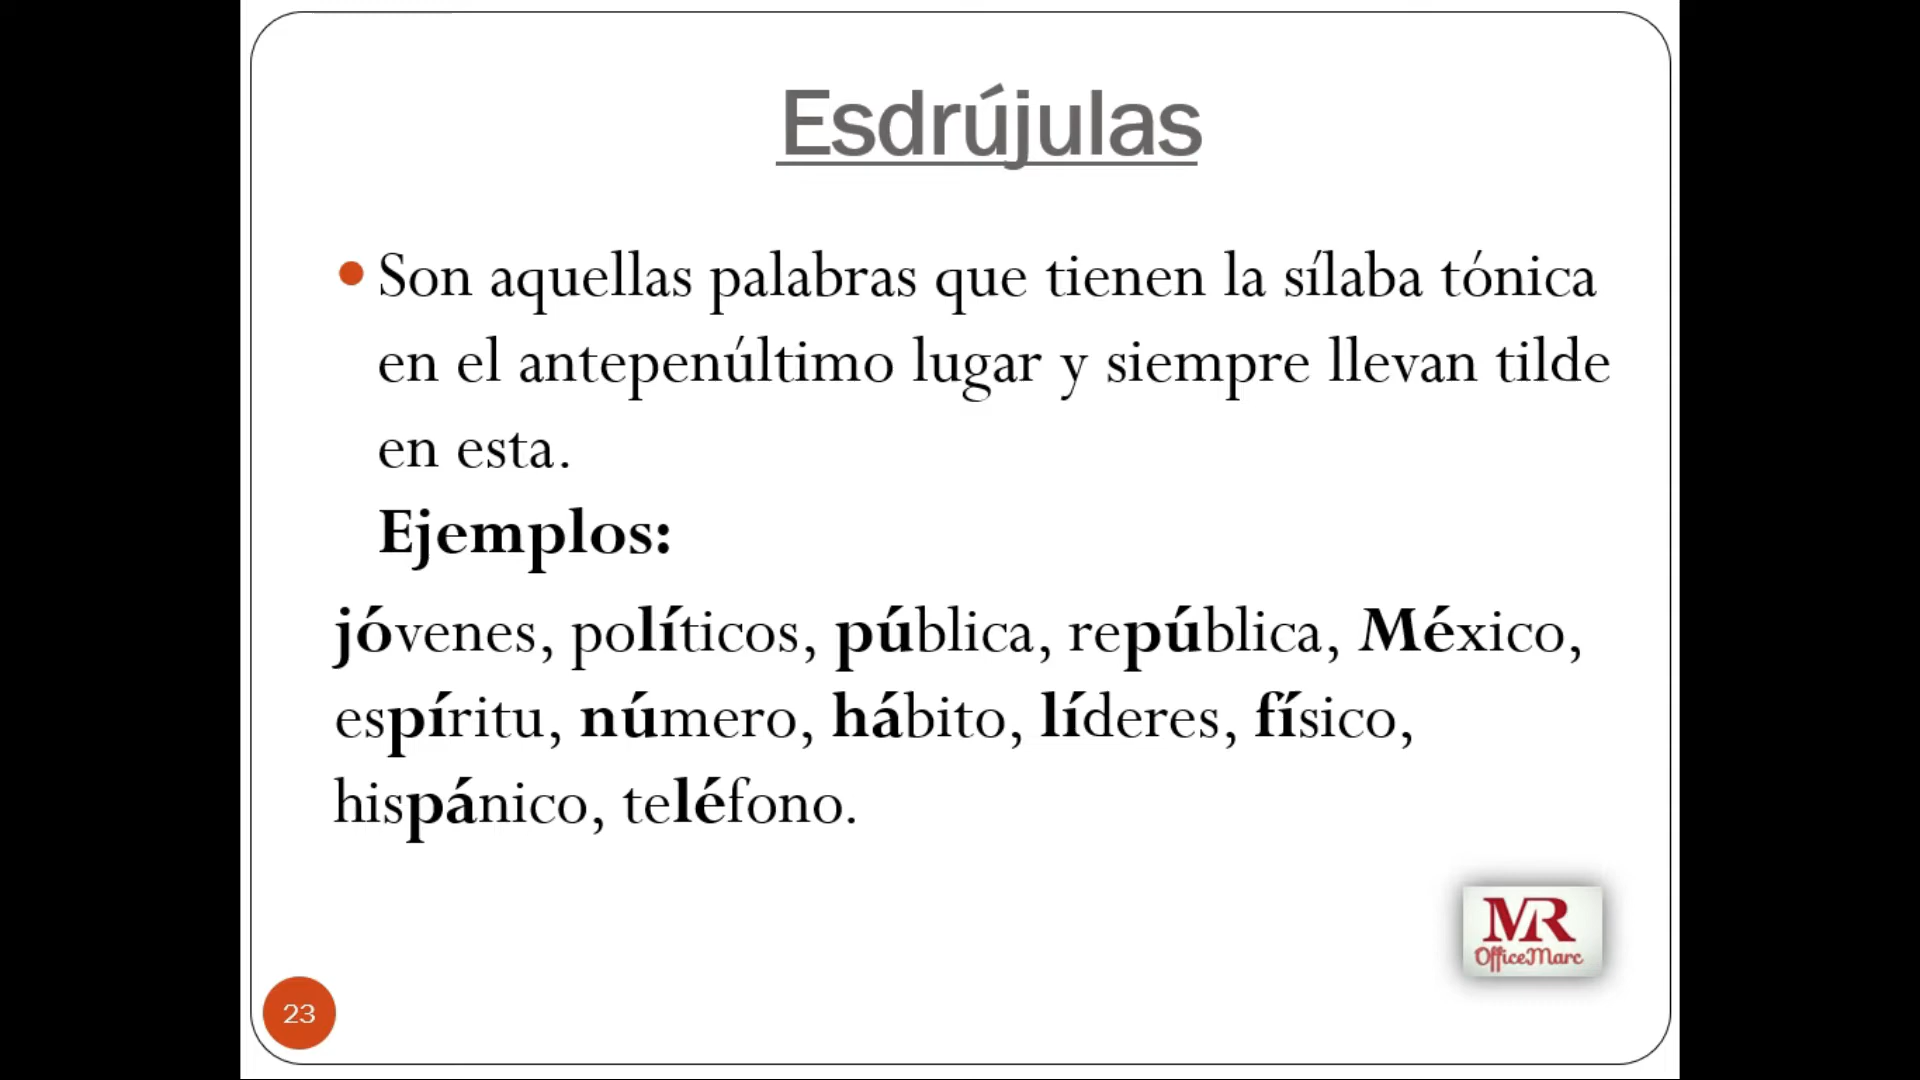 Esdrújulas
• Son aquellas palabras que tienen la sílaba tónica
en el antepenúltimo lugar y siempre llevan tilde
en esta.
Ejemplos:
jóvenes, políticos, pública, república, México,
espíritu, número, hábito, líderes, físico,
hispánico, teléfono.
MR
OfficeMarc
23